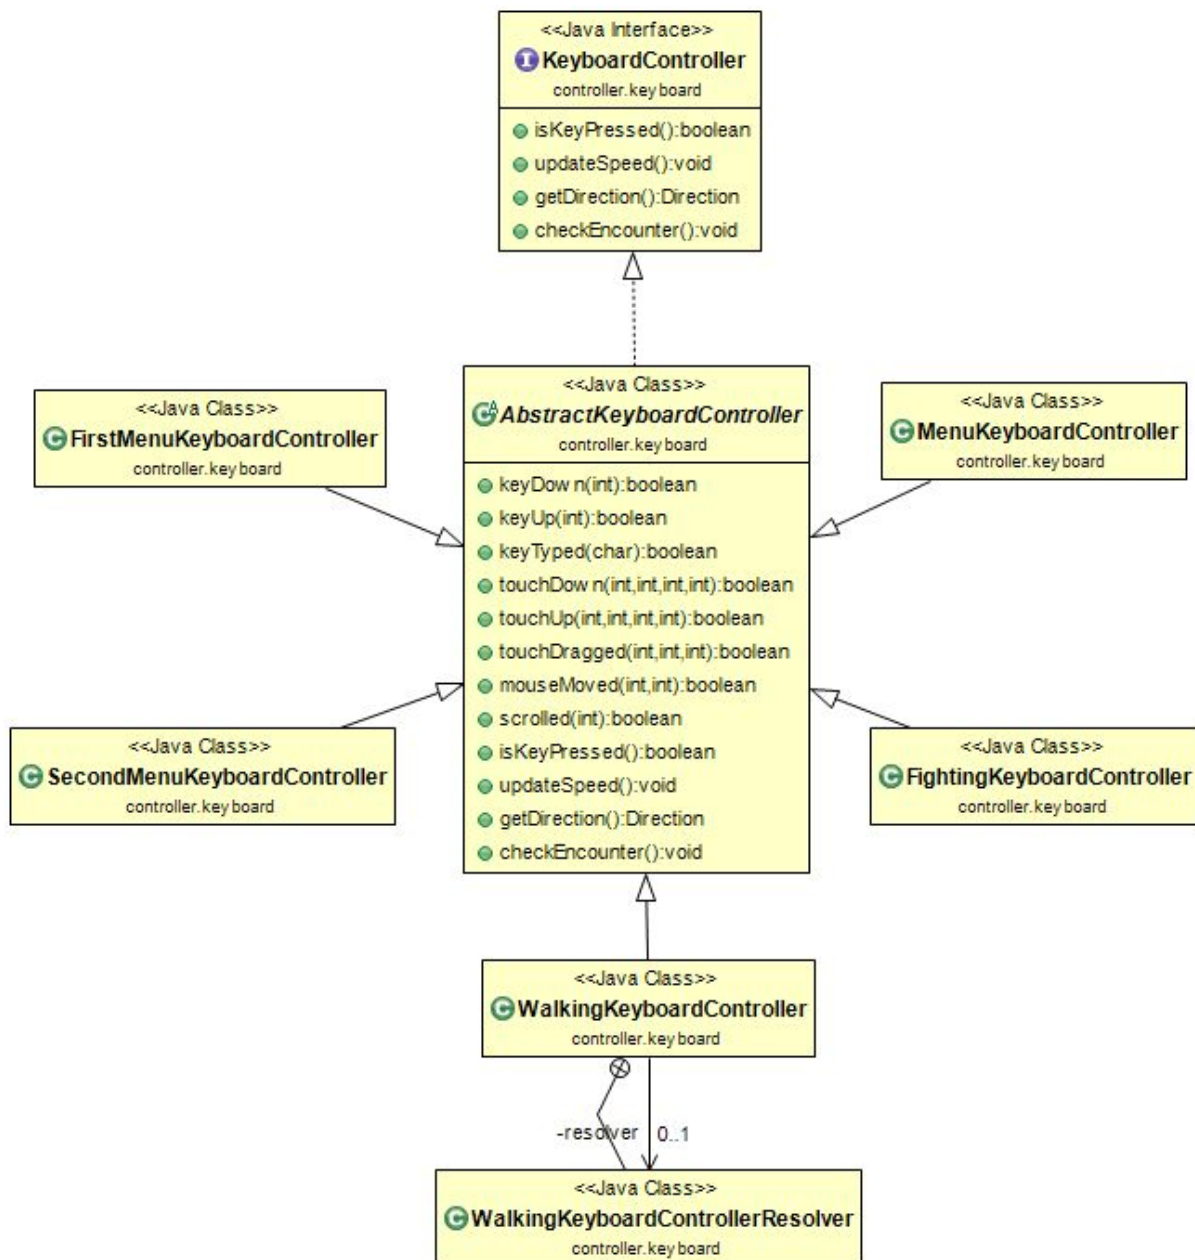 <<Java Interface>>
KeyboardController
controller.keyboard
isKeyPressed():boolean
updateSpeed():void
getDirection():Direction
checkEncounter():void
<<Java Class>>
FirstMenuKeyboardController
controller.keyboard
<<Java Class>>
AbstractKeyboardController
controller.keyboard
keyDown(int):boolean
keyUp(int):boolean
keyTyped(char):boolean
touchDown(int,int,int,int):boolean
touchUp(int,int,int,int):boolean
touchDragged(int,int,int):boolean
mouseMoved(int,int):boolean
scrolled(int):boolean
isKeyPressed():boolean
updateSpeed():void
getDirection():Direction
checkEncounter():void
<<Java Class>>
MenuKeyboardController
controller.keyboard
<<Java Class>>
SecondMenuKeyboardController
controller.keyboard
<<Java Class>>
FightingKeyboardController
controller.keyboard
<<Java Class>>
WalkingKeyboardController
controller.keyboard
-resolver 0..1
<<Java Class>>
WalkingKeyboardControllerResolver
controller.keyboard